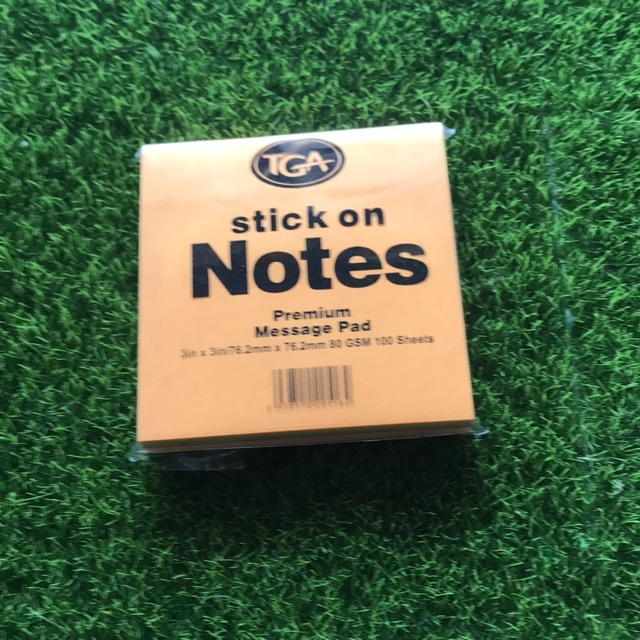 TGA
stick on
Notes
Premium
Message Pad
3in x 3in/76.2mm x 76.2mm 80 GSM 100 Sheets